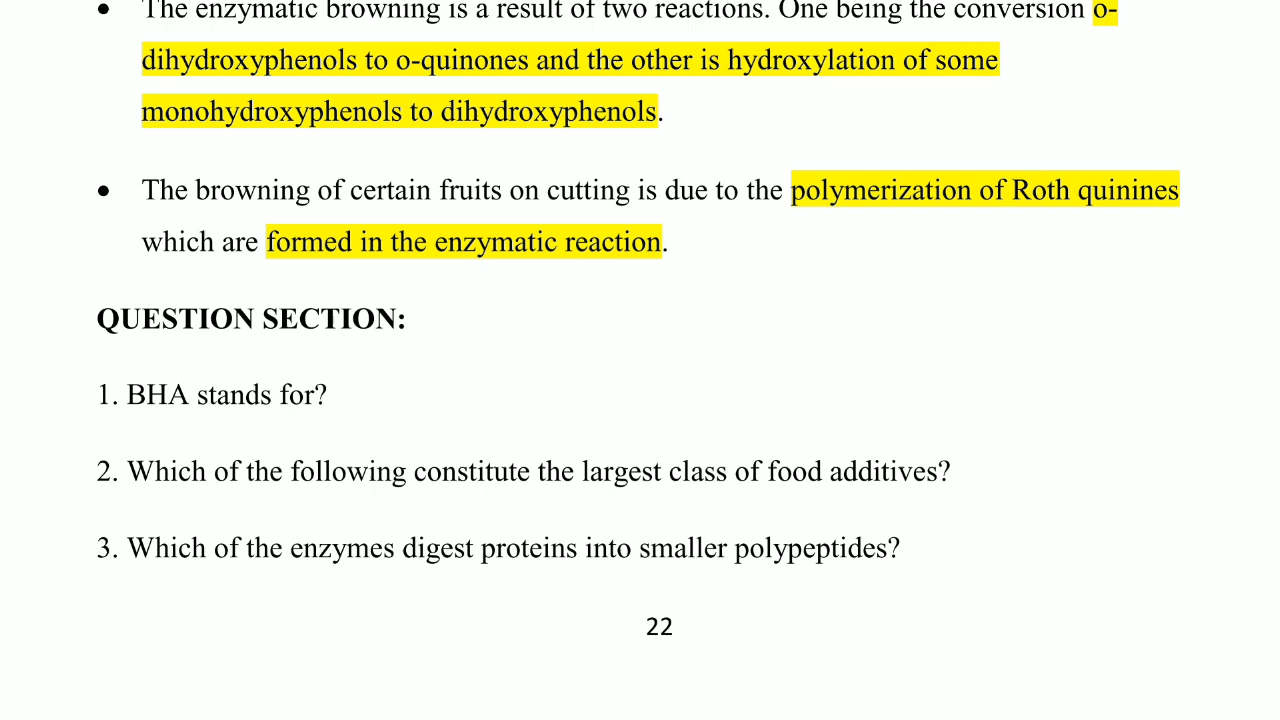 • The enzymatic browning is a result of two reactions. One being the conversion o-
dihydroxyphenols to o-quinones and the other is hydroxylation of some
monohydroxyphenols to dihydroxyphenols.
• The browning of certain fruits on cutting is due to the polymerization of Roth quinines
which are formed in the enzymatic reaction.
QUESTION SECTION:
1. BHA stands for?
2. Which of the following constitute the largest class of food additives?
3. Which of the enzymes digest proteins into smaller polypeptides?
22